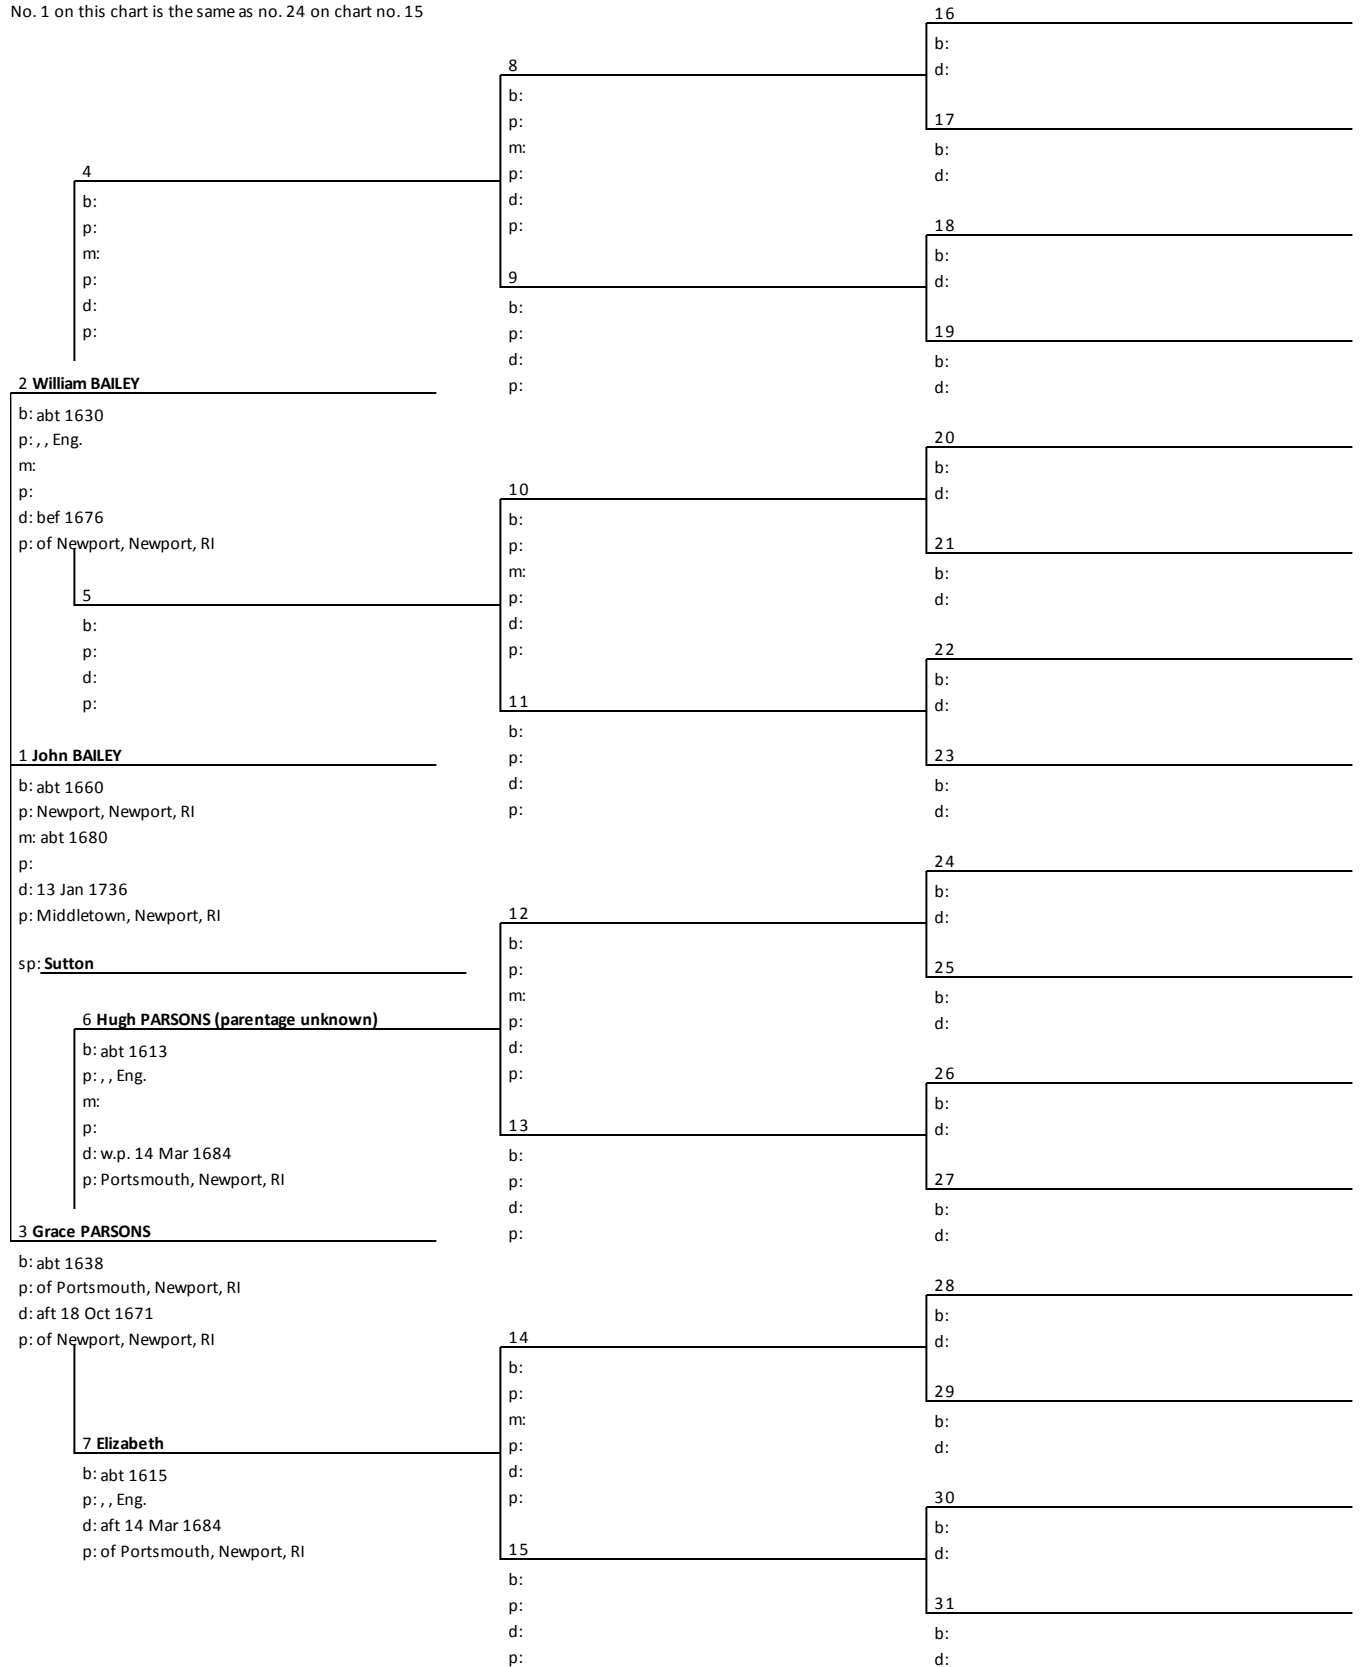 No. 1 on this chart is the same as no. 24 on chart no. 15
4
b:
p:
m:
p:
d:
p:
2 William BAILEY
b: abt 1630
p: , , Eng.
m:
p:
d: bef 1676
p: of Newport, Newport, RI
5
b:
p:
d:
p:
1 John BAILEY
b: abt 1660
p: Newport, Newport, RI
m: abt 1680
p:
d: 13 Jan 1736
p: Middletown, Newport, RI
sp: Sutton
6 Hugh PARSONS (parentage unknown)
b: abt 1613
p: , , Eng.
m:
p:
d: w.p. 14 Mar 1684
p: Portsmouth, Newport, RI
3 Grace PARSONS
b: abt 1638
p: of Portsmouth, Newport, RI
d: aft 18 Oct 1671
p: of Newport, Newport, RI
7 Elizabeth
b: abt 1615
p: , , Eng.
d: aft 14 Mar 1684
p: of Portsmouth, Newport, RI
8
b:
p:
m:
p:
d:
p:
9
b:
p:
d:
p:
10
b:
p:
m:
p:
d:
p:
11
b:
p:
d:
p:
12
b:
p:
m:
p:
d:
p:
13
b:
p:
d:
p:
14
b:
p:
m:
p:
d:
p:
15
b:
p:
d:
p:
16
b:
d:
17
b:
d:
18
b:
d:
19
b:
d:
20
b:
d:
21
b:
d:
22
b:
d:
23
b:
d:
24
b:
d:
25
b:
d:
26
b:
d:
27
b:
d:
28
b:
d:
29
b:
d:
30
b:
d:
31
b:
d: